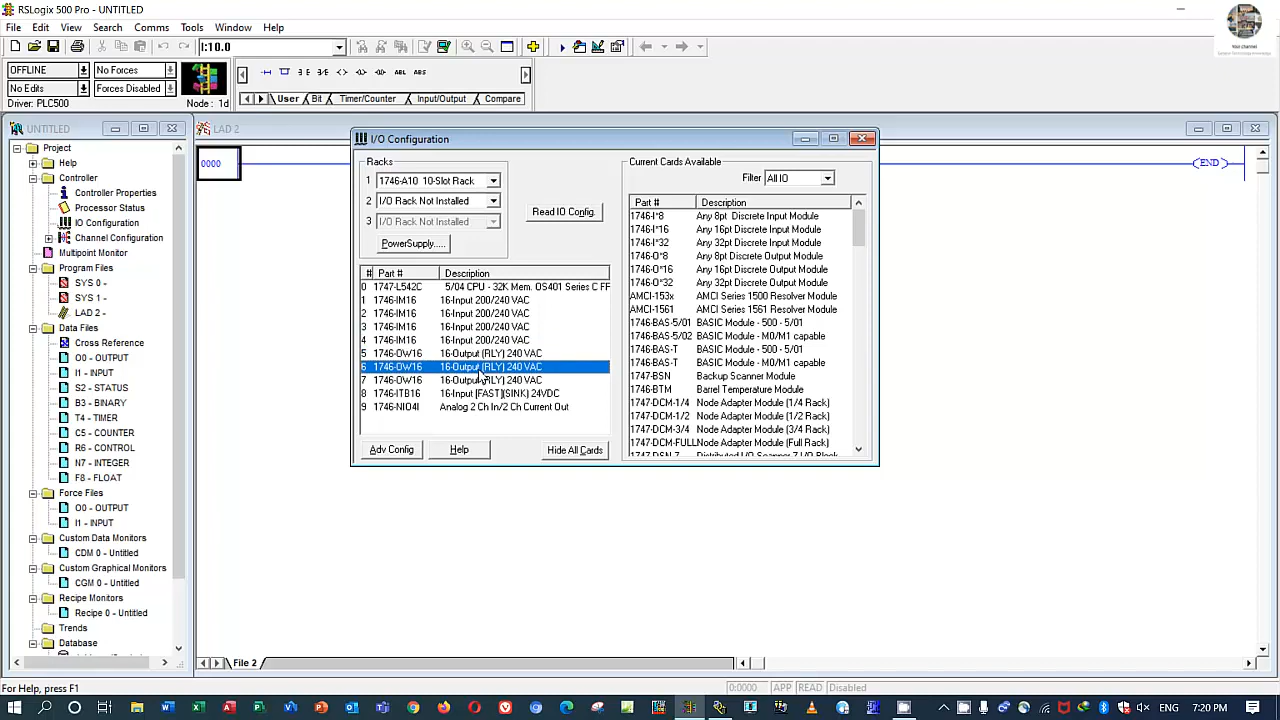 RSLogix 500 Pro - UNTITLED
File Edit View Search Comms Tools Window Help
I:10.0
OFFLINE No Forces
No Edits Forces Disabled
Driver: PLC500 Node : 1d
User Bit Timer/Counter Input/Output Compare
UNTITLED
Project
Help
Controller
Controller Properties
Processor Status
IO Configuration
Channel Configuration
Multipoint Monitor
Program Files
SYS 0 -
SYS 1 -
LAD 2 -
Data Files
Cross Reference
O0 - OUTPUT
I1 - INPUT
S2 - STATUS
B3 - BINARY
T4 - TIMER
C5 - COUNTER
R6 - CONTROL
N7 - INTEGER
F8 - FLOAT
Force Files
O0 - OUTPUT
I1 - INPUT
Custom Data Monitors
CDM 0 - Untitled
Custom Graphical Monitors
CGM 0 - Untitled
Recipe Monitors
Recipe 0 - Untitled
Trends
Database
LAD 2
0000
END
File 2
I/O Configuration
Racks
1 1746-A10 10-Slot Rack
2 I/O Rack Not Installed
3 I/O Rack Not Installed
PowerSupply....
Read IO Config.
# Part # Description
0 1747-L542C 5/04 CPU - 32K Mem. OS401 Series C FF
1 1746-IM16 16-Input 200/240 VAC
2 1746-IM16 16-Input 200/240 VAC
3 1746-IM16 16-Input 200/240 VAC
4 1746-IM16 16-Input 200/240 VAC
5 1746-OW16 16-Output (RLY) 240 VAC
6 1746-OW16 16-Output (RLY) 240 VAC
7 1746-OW16 16-Output (RLY) 240 VAC
8 1746-ITB16 16-Input [FAST](SINK) 24VDC
9 1746-NIO4I Analog 2 Ch In/2 Ch Current Out
Adv Config Help Hide All Cards
Current Cards Available
Filter All IO
Part # Description
1746-I*8 Any 8pt Discrete Input Module
1746-I*16 Any 16pt Discrete Input Module
1746-I*32 Any 32pt Discrete Input Module
1746-O*8 Any 8pt Discrete Output Module
1746-O*16 Any 16pt Discrete Output Module
1746-O*32 Any 32pt Discrete Output Module
AMCI-153x AMCI Series 1500 Resolver Module
AMCI-1561 AMCI Series 1561 Resolver Module
1746-BAS-5/01 BASIC Module - 500 - 5/01
1746-BAS-5/02 BASIC Module - M0/M1 capable
1746-BAS-T BASIC Module - 500 - 5/01
1746-BAS-T BASIC Module - M0/M1 capable
1747-BSN Backup Scanner Module
1746-BTM Barrel Temperature Module
1747-DCM-1/4 Node Adapter Module (1/4 Rack)
1747-DCM-1/2 Node Adapter Module (1/2 Rack)
1747-DCM-3/4 Node Adapter Module (3/4 Rack)
1747-DCM-FULL Node Adapter Module (Full Rack)
For Help, press F1
0:0000 APP READ Disabled
ENG 7:20 PM